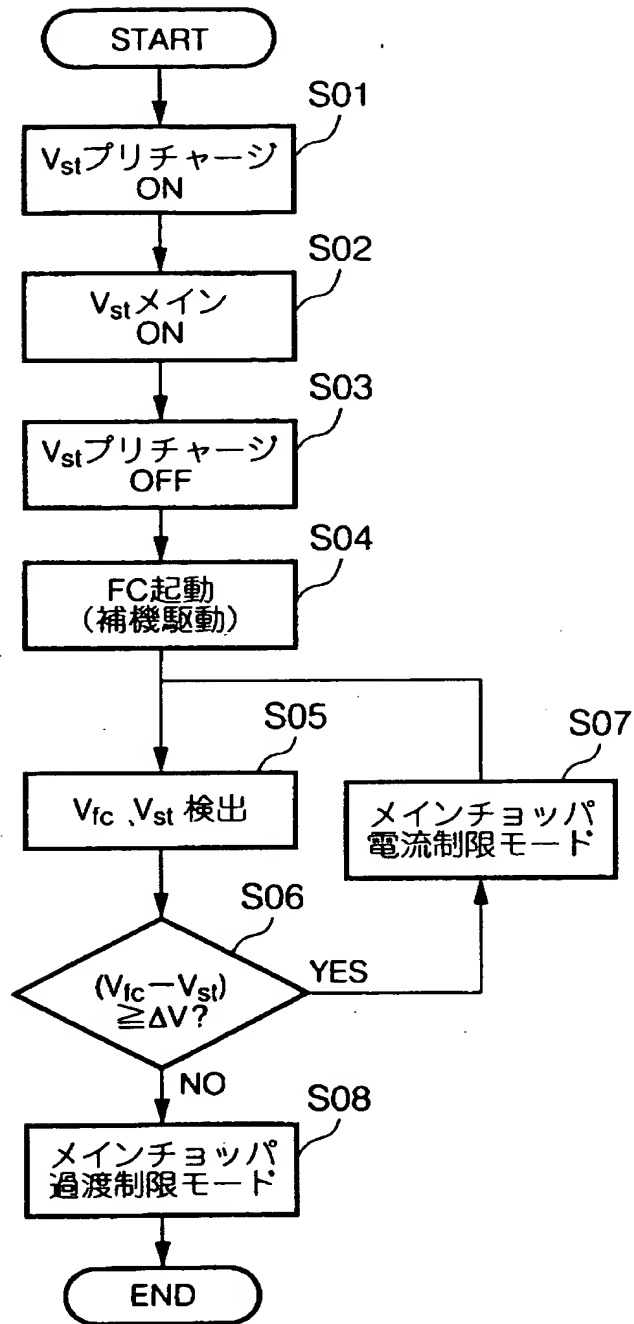 START
S01
Vstプリチャージ
ON
S02
Vstメイン
ON
S03
Vstプリチャージ
OFF
S04
FC起動
(補機駆動)
S05
Vfc、Vst 検出
S07
メインチョッパ
電流制限モード
S06
(Vfc－Vst)
≧ΔV?
YES
NO
S08
メインチョッパ
過渡制限モード
END